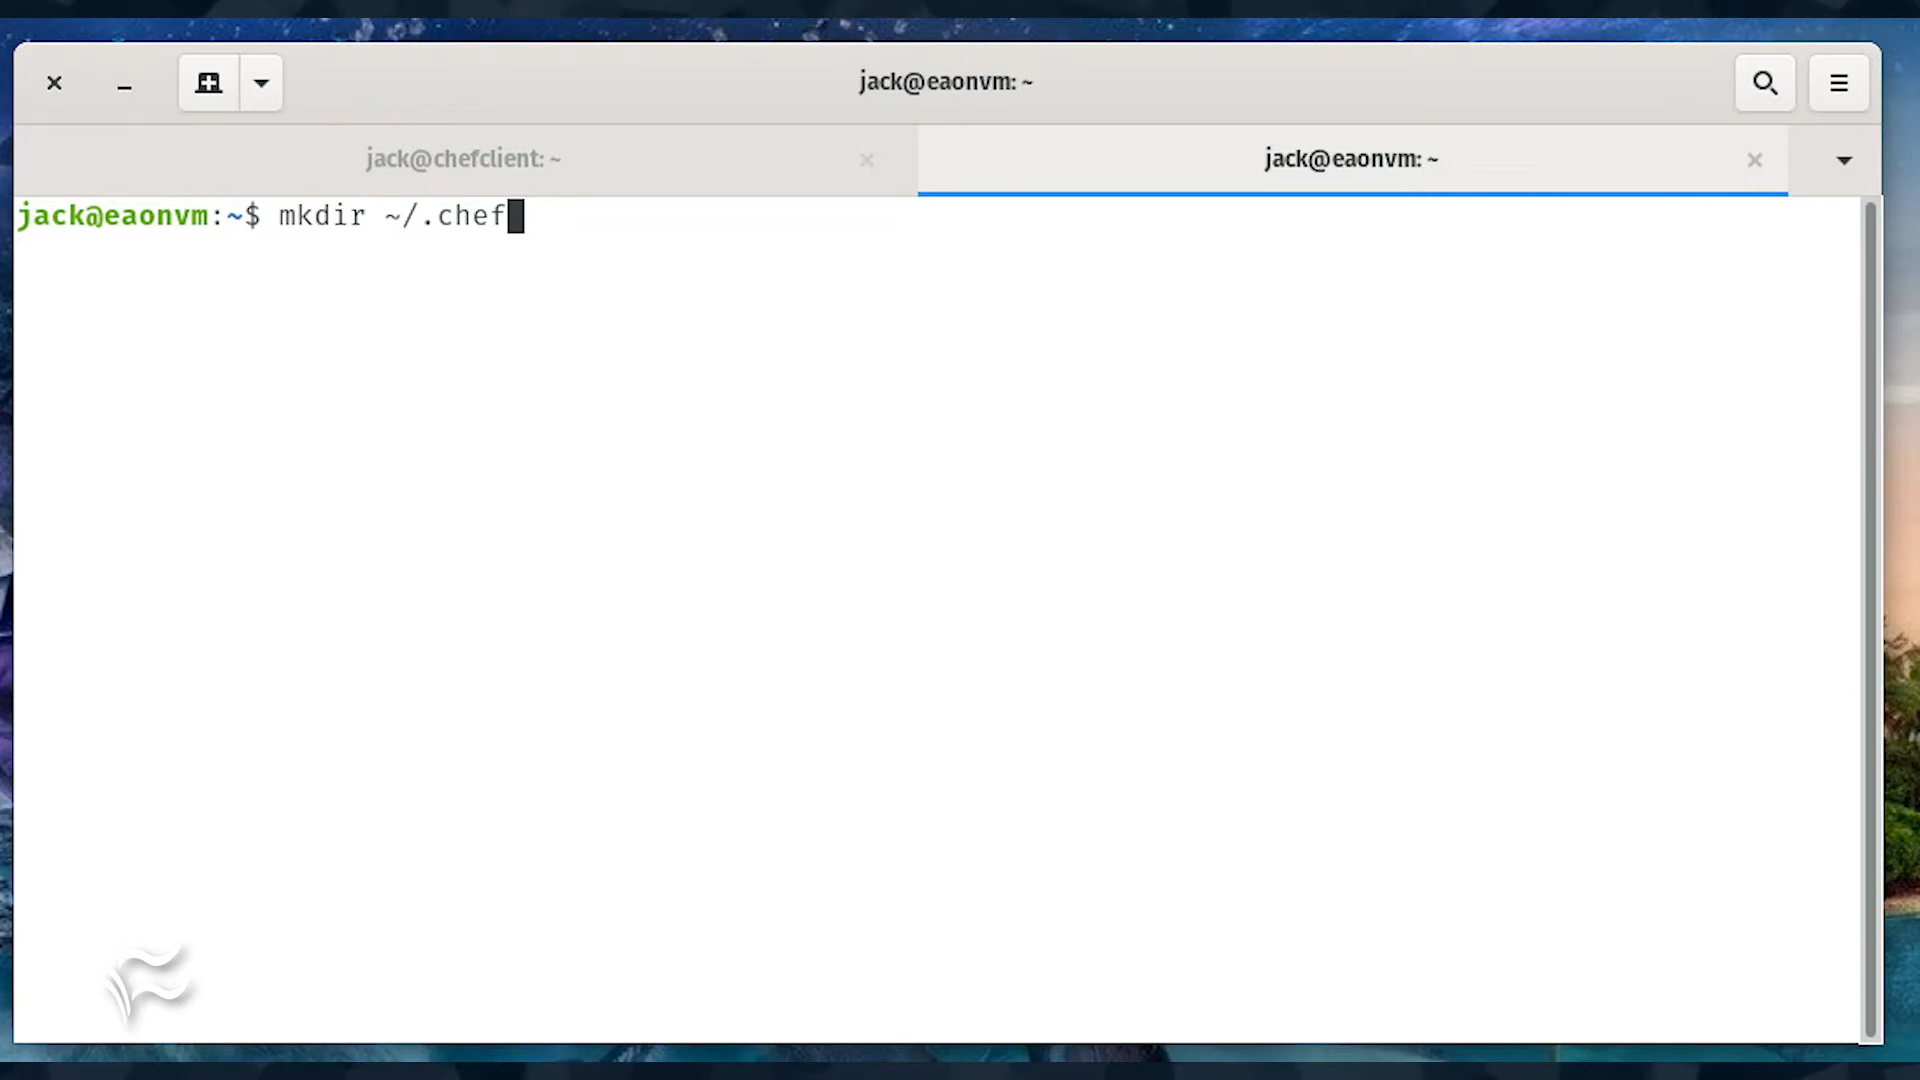 jack@eaonvm: ~
jack@chefclient: ~
jack@eaonvm: ~
jack@eaonvm:~$ mkdir ~/.chef